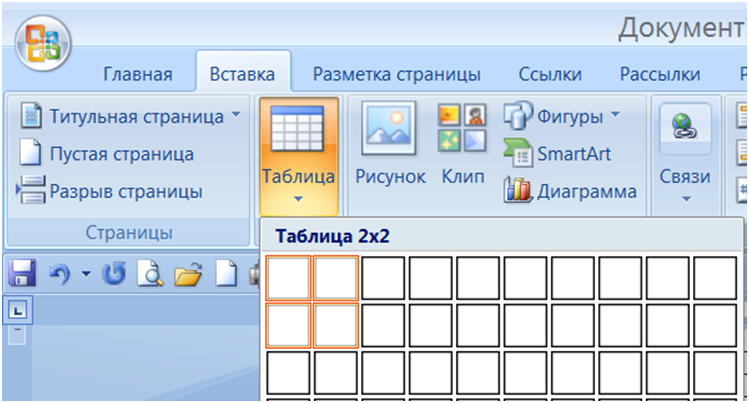 Документ
Главная Вставка Разметка страницы Ссылки Рассылки
Титульная страница
Пустая страница
Разрыв страницы
Страницы
Таблица
Рисунок
Клип
Фигуры
SmartArt
Диаграмма
Связи
Таблица 2x2